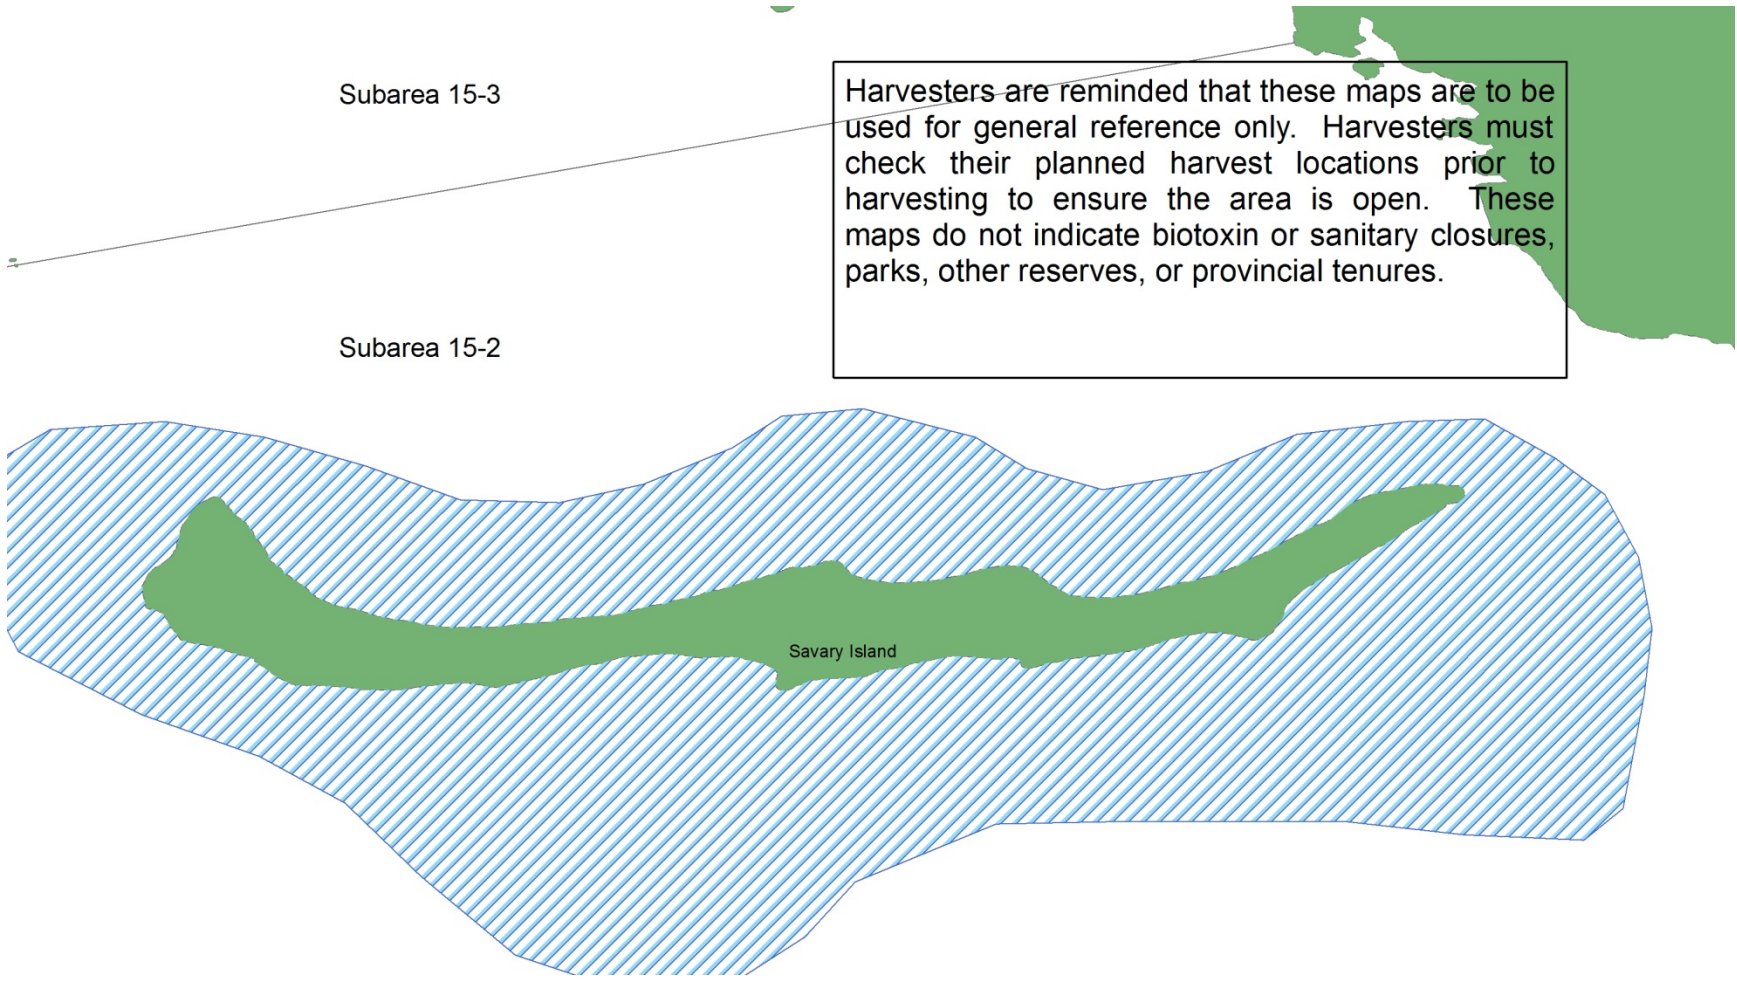 Subarea 15-3
Harvesters are reminded that these maps are to be
used for general reference only. Harvesters must
check their planned harvest locations prior to
harvesting to ensure the area is open. These
maps do not indicate biotoxin or sanitary closures,
parks, other reserves, or provincial tenures.
Subarea 15-2
Savary Island